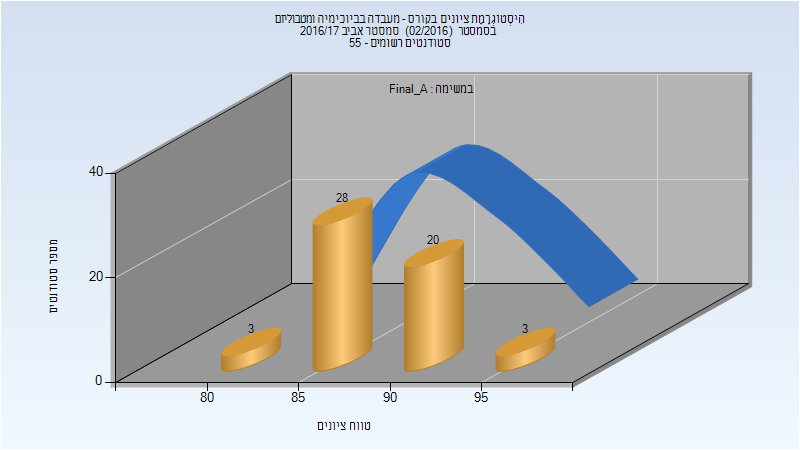 היסטוגרמת ציונים בקורס - מעבדה בביוכימיה ומטבוליזם
בסמסטר (02/2016) סמסטר אביב 2016/17
סטודנטים רשומים - 55
במשימה : Final_A
מספר סטודנטים
40
20
0
3
28
20
3
80
85
90
95
טווח ציונים